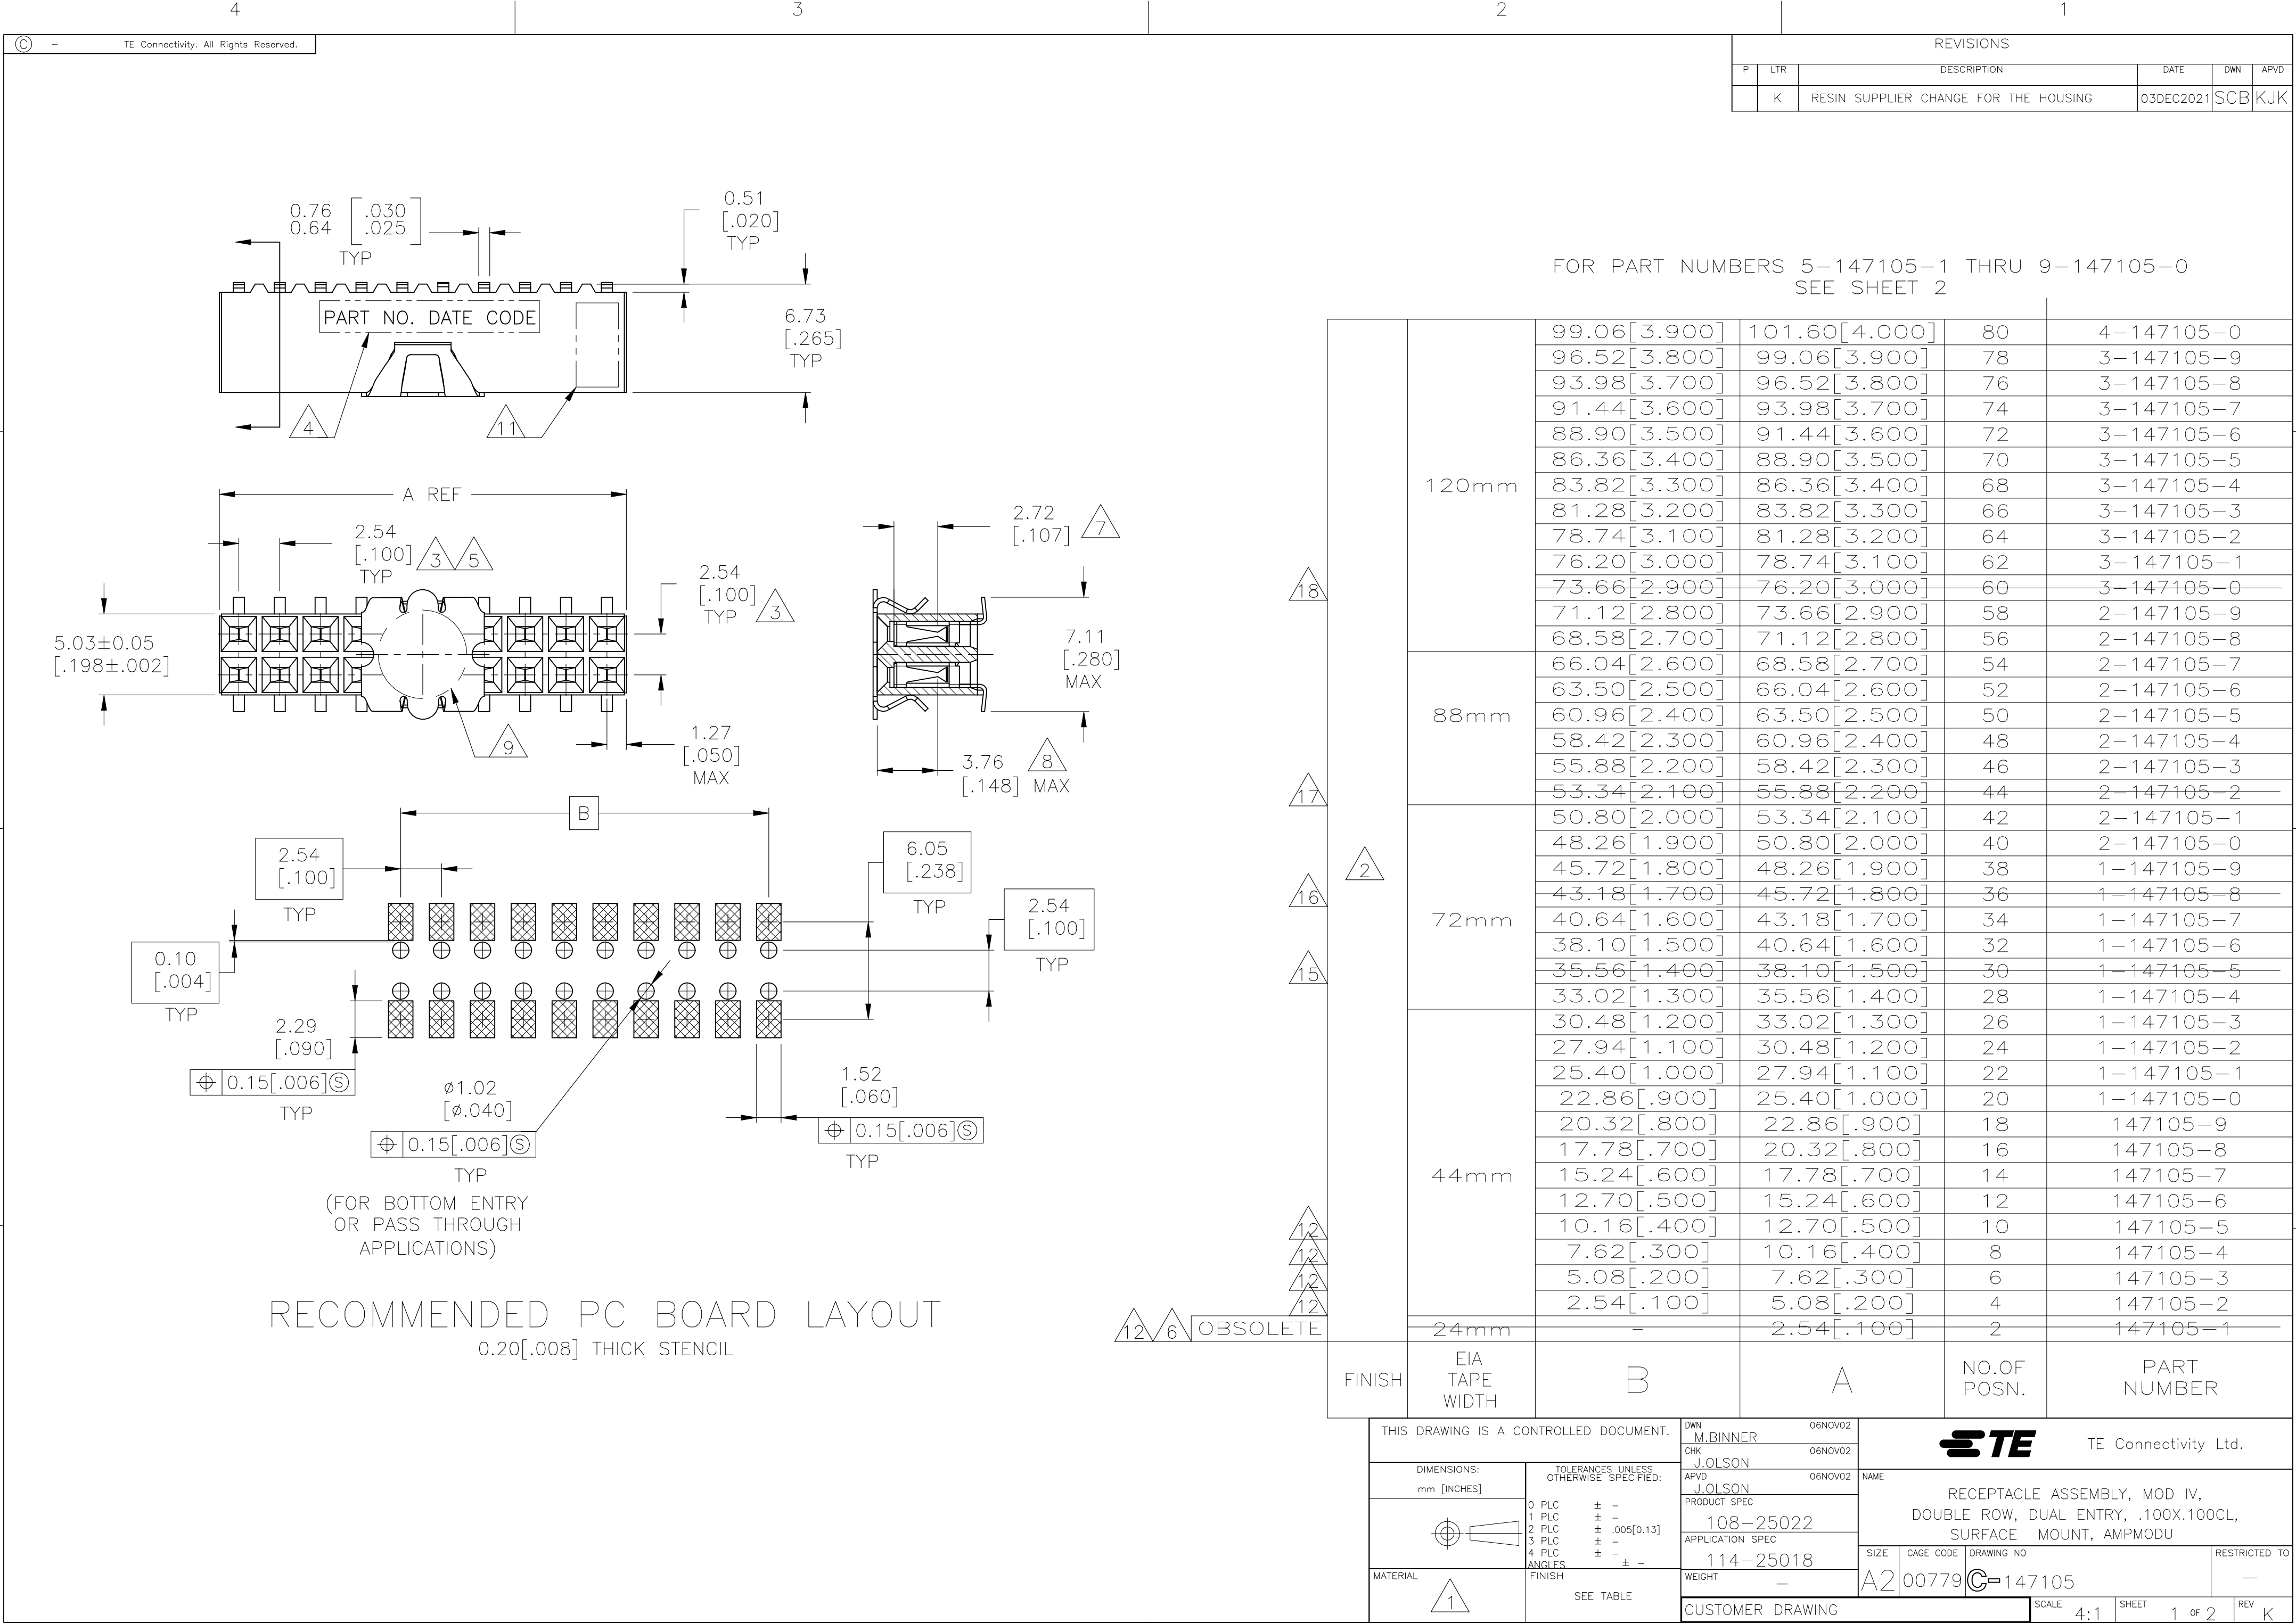 4 3 2 1
C - TE Connectivity. All Rights Reserved.
REVISIONS
P LTR DESCRIPTION DATE DWN APVD
K RESIN SUPPLIER CHANGE FOR THE HOUSING 03DEC2021 SCB KJK
0.76 [.030
0.64 .025]
TYP
0.51
[.020]
TYP
PART NO. DATE CODE
6.73
[.265]
TYP
4
11
A REF
2.54
[.100] 3 5
TYP
2.54
[.100] 3
TYP
5.03±0.05
[.198±.002]
9
1.27
[.050]
MAX
2.72
[.107] 7
7.11
[.280]
MAX
3.76 8
[.148] MAX
B
2.54
[.100]
TYP
6.05
[.238]
TYP
2.54
[.100]
TYP
0.10
[.004]
TYP
2.29
[.090]
⌖ 0.15[.006]Ⓢ
TYP
ø1.02
[ø.040]
⌖ 0.15[.006]Ⓢ
TYP
(FOR BOTTOM ENTRY
OR PASS THROUGH
APPLICATIONS)
1.52
[.060]
⌖ 0.15[.006]Ⓢ
TYP
RECOMMENDED PC BOARD LAYOUT
0.20[.008] THICK STENCIL
FOR PART NUMBERS 5-147105-1 THRU 9-147105-0
SEE SHEET 2
99.06[3.900] 101.60[4.000] 80 4-147105-0
96.52[3.800] 99.06[3.900] 78 3-147105-9
93.98[3.700] 96.52[3.800] 76 3-147105-8
91.44[3.600] 93.98[3.700] 74 3-147105-7
88.90[3.500] 91.44[3.600] 72 3-147105-6
86.36[3.400] 88.90[3.500] 70 3-147105-5
120mm 83.82[3.300] 86.36[3.400] 68 3-147105-4
81.28[3.200] 83.82[3.300] 66 3-147105-3
78.74[3.100] 81.28[3.200] 64 3-147105-2
76.20[3.000] 78.74[3.100] 62 3-147105-1
18 73.66[2.900] 76.20[3.000] 60 3-147105-0
71.12[2.800] 73.66[2.900] 58 2-147105-9
68.58[2.700] 71.12[2.800] 56 2-147105-8
66.04[2.600] 68.58[2.700] 54 2-147105-7
63.50[2.500] 66.04[2.600] 52 2-147105-6
88mm 60.96[2.400] 63.50[2.500] 50 2-147105-5
58.42[2.300] 60.96[2.400] 48 2-147105-4
55.88[2.200] 58.42[2.300] 46 2-147105-3
17 53.34[2.100] 55.88[2.200] 44 2-147105-2
50.80[2.000] 53.34[2.100] 42 2-147105-1
48.26[1.900] 50.80[2.000] 40 2-147105-0
2 45.72[1.800] 48.26[1.900] 38 1-147105-9
16 43.18[1.700] 45.72[1.800] 36 1-147105-8
72mm 40.64[1.600] 43.18[1.700] 34 1-147105-7
38.10[1.500] 40.64[1.600] 32 1-147105-6
15 35.56[1.400] 38.10[1.500] 30 1-147105-5
33.02[1.300] 35.56[1.400] 28 1-147105-4
30.48[1.200] 33.02[1.300] 26 1-147105-3
27.94[1.100] 30.48[1.200] 24 1-147105-2
25.40[1.000] 27.94[1.100] 22 1-147105-1
22.86[.900] 25.40[1.000] 20 1-147105-0
20.32[.800] 22.86[.900] 18 147105-9
17.78[.700] 20.32[.800] 16 147105-8
44mm 15.24[.600] 17.78[.700] 14 147105-7
12.70[.500] 15.24[.600] 12 147105-6
12 10.16[.400] 12.70[.500] 10 147105-5
12 7.62[.300] 10.16[.400] 8 147105-4
12 5.08[.200] 7.62[.300] 6 147105-3
12 2.54[.100] 5.08[.200] 4 147105-2
12 6 OBSOLETE 24mm - 2.54[.100] 2 147105-1
FINISH EIA TAPE WIDTH B A NO.OF POSN. PART NUMBER
THIS DRAWING IS A CONTROLLED DOCUMENT.
DIMENSIONS:
mm [INCHES]
TOLERANCES UNLESS
OTHERWISE SPECIFIED:
0 PLC ± -
1 PLC ± -
2 PLC ± .005[0.13]
3 PLC ± -
4 PLC ± -
ANGLES ± -
MATERIAL
1
FINISH
SEE TABLE
DWN 06NOV02
M.BINNER
CHK 06NOV02
J.OLSON
APVD 06NOV02
J.OLSON
PRODUCT SPEC
108-25022
APPLICATION SPEC
114-25018
WEIGHT
-
CUSTOMER DRAWING
TE TE Connectivity Ltd.
NAME
RECEPTACLE ASSEMBLY, MOD IV,
DOUBLE ROW, DUAL ENTRY, .100X.100CL,
SURFACE MOUNT, AMPMODU
SIZE CAGE CODE DRAWING NO RESTRICTED TO
A2 00779 C-147105 -
SCALE 4:1 SHEET 1 OF 2 REV K